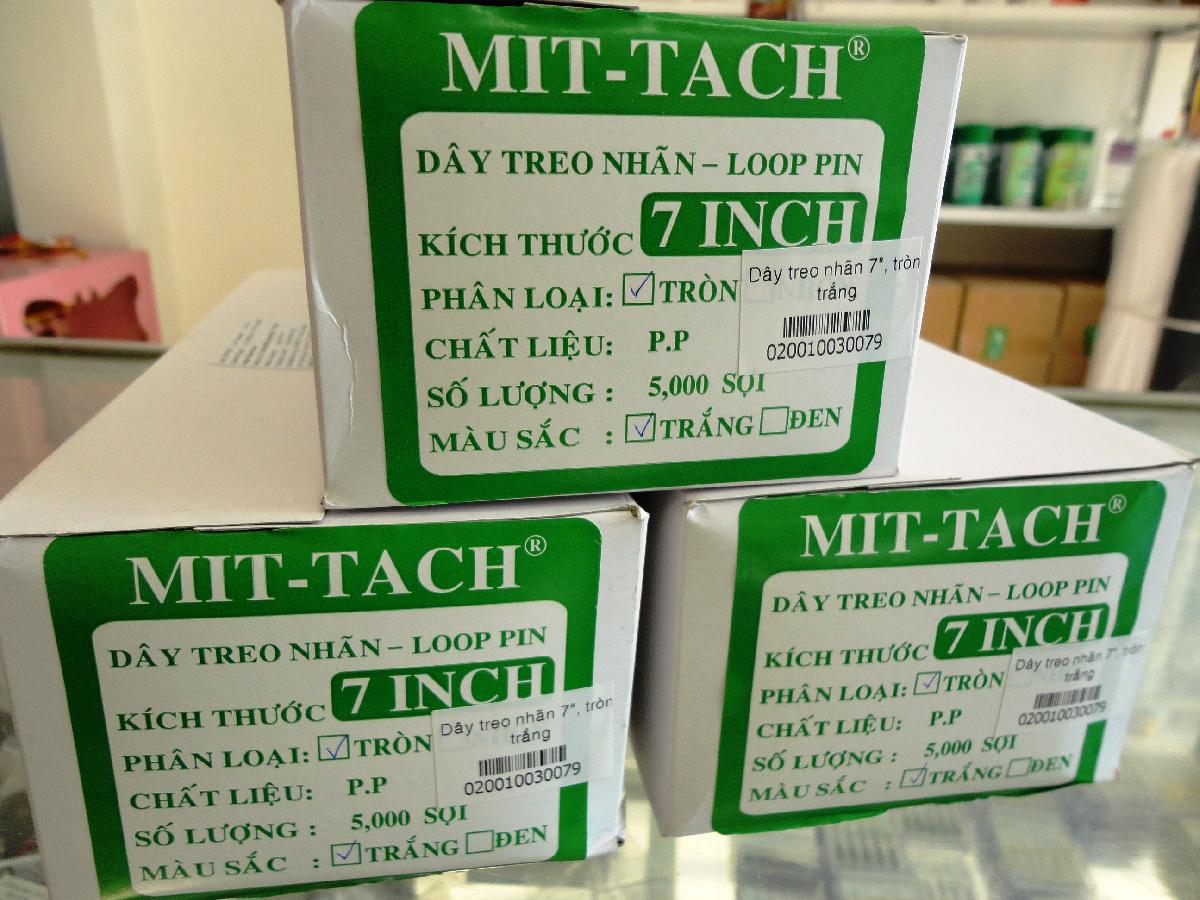 MIT-TACH®
DÂY TREO NHÃN – LOOP PIN
KÍCH THƯỚC 7 INCH
PHÂN LOẠI: TRÒN
CHẤT LIỆU: P.P
SỐ LƯỢNG : 5,000 SỢI
MÀU SẮC : TRẮNG ĐEN
Dây treo nhãn 7", tròn
trắng
020010030079
MIT-TACH®
DÂY TREO NHÃN – LOOP PIN
KÍCH THƯỚC 7 INCH
PHÂN LOẠI: TRÒN
CHẤT LIỆU: P.P
SỐ LƯỢNG : 5,000 SỢI
MÀU SẮC : TRẮNG ĐEN
Dây treo nhãn 7", tròn
trắng
020010030079
MIT-TACH®
DÂY TREO NHÃN – LOOP PIN
KÍCH THƯỚC 7 INCH
PHÂN LOẠI: TRÒN
CHẤT LIỆU: P.P
SỐ LƯỢNG : 5,000 SỢI
MÀU SẮC : TRẮNG ĐEN
Dây treo nhãn 7", tròn
trắng
020010030079